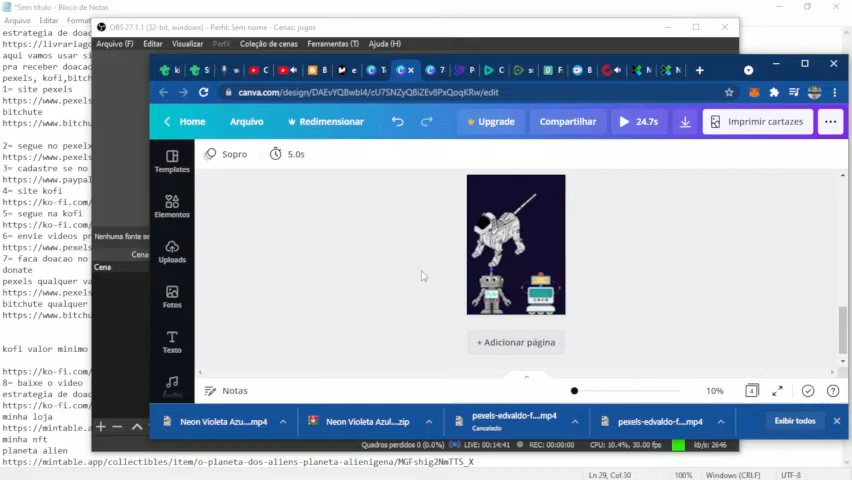 *Sem título - Bloco de Notas
Arquivo Editar Format
estrategia de doac
https://livrariago
aqui vamos usar si
pra receber doacao
pexels, kofi,bitch
1= site pexels
https://www.pexels
bitchute
https://www.bitchu
2= segue no pexelx
https://www.pexels
3= cadastre se no
https://www.paypal
4= site kofi
https://ko-fi.com/
5= segue na kofi
https://ko-fi.com/
6= envie videos pr
https://www.pexels
7= faca doacao no
donate
pexels qualquer va
https://www.pexels
bitchute qualquer
https://www.bitchu
kofi valor minimo
https://ko-fi.com/
8= baixe o video
estrategia de doac
https://ko-fi.com/
minha loja
https://mintable.a
minha nft
planeta alien
https://mintable.app/collectibles/item/o-planeta-dos-aliens-planeta-alienigena/MGFshig2NmTTS_X
Ln 29, Col 30 100% Windows (CRLF) UTF-8
OBS 27.1.1 (32-bit, windows) - Perfil: Sem nome - Cenas: jogos
Arquivo (F) Editar Visualizar Perfil Coleção de cenas Ferramentas (T) Ajuda (H)
Nenhuma fonte se
Cena
Cena
Quadros perdidos 0 (0.0%) LIVE: 00:14:41 REC: 00:00:00 CPU: 10.4%, 30.00 fps kb/s: 2646
canva.com/design/DAEvYQBwbl4/cU7SNZyQBiZEv8PxQoqKRw/edit
Home Arquivo Redimensionar Upgrade Compartilhar 24.7s Imprimir cartazes
Sopro 5.0s
Templates
Elementos
Uploads
Fotos
Texto
+ Adicionar página
Notas 10% 4
Neon Violeta Azu....mp4 Neon Violeta Azul....zip pexels-edvaldo-f....mp4 Cancelado pexels-edvaldo-f....mp4 Exibir todos